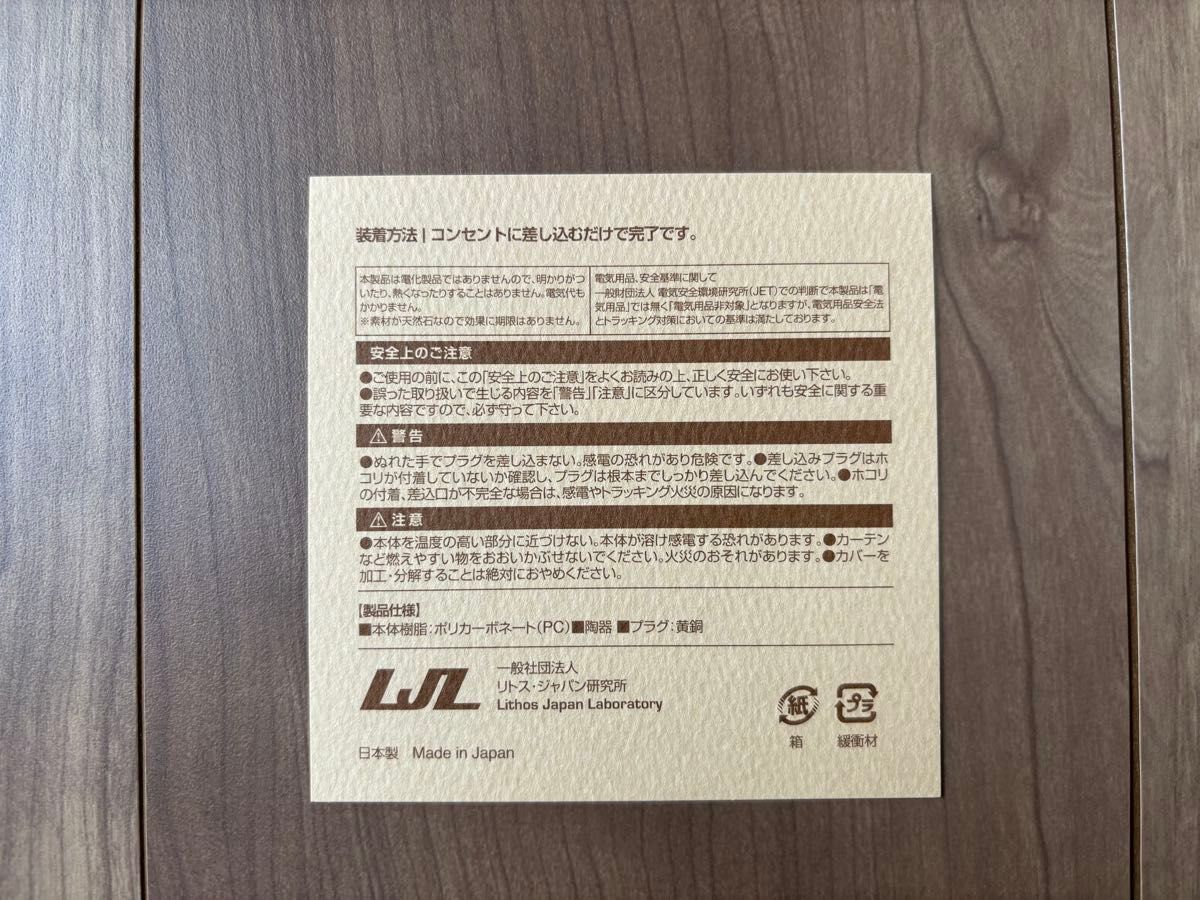 装着方法 | コンセントに差し込むだけで完了です。
本製品は電化製品ではありませんので、明かりがつ
いたり、熱くなったりすることはありません。電気代も
かかりません。
※素材が天然石なので効果に期限はありません。
電気用品、安全基準に関して
一般財団法人 電気安全環境研究所(JET)での判断で本製品は「電
気用品」では無く「電気用品非対象」となりますが、電気用品安全法
とトラッキング対策においての基準は満たしております。
安全上のご注意
●ご使用の前に、この「安全上のご注意」をよくお読みの上、正しく安全にお使い下さい。
●誤った取り扱いで生じる内容を「警告」「注意」に区分しています。いずれも安全に関する重
要な内容ですので、必ず守って下さい。
⚠ 警告
●ぬれた手でプラグを差し込まない。感電の恐れがあり危険です。●差し込みプラグはホ
コリが付着していないか確認し、プラグは根本までしっかり差し込んでください。●ホコリ
の付着、差込口が不完全な場合は、感電やトラッキング火災の原因になります。
⚠ 注意
●本体を温度の高い部分に近づけない。本体が溶け感電する恐れがあります。●カーテン
など燃えやすい物をおおいかぶせないでください。火災のおそれがあります。●カバーを
加工・分解することは絶対におやめください。
【製品仕様】
■本体樹脂:ポリカーボネート(PC)■陶器 ■プラグ:黄銅
LJL
一般社団法人
リトス・ジャパン研究所
Lithos Japan Laboratory
紙
プラ
箱
緩衝材
日本製 Made in Japan